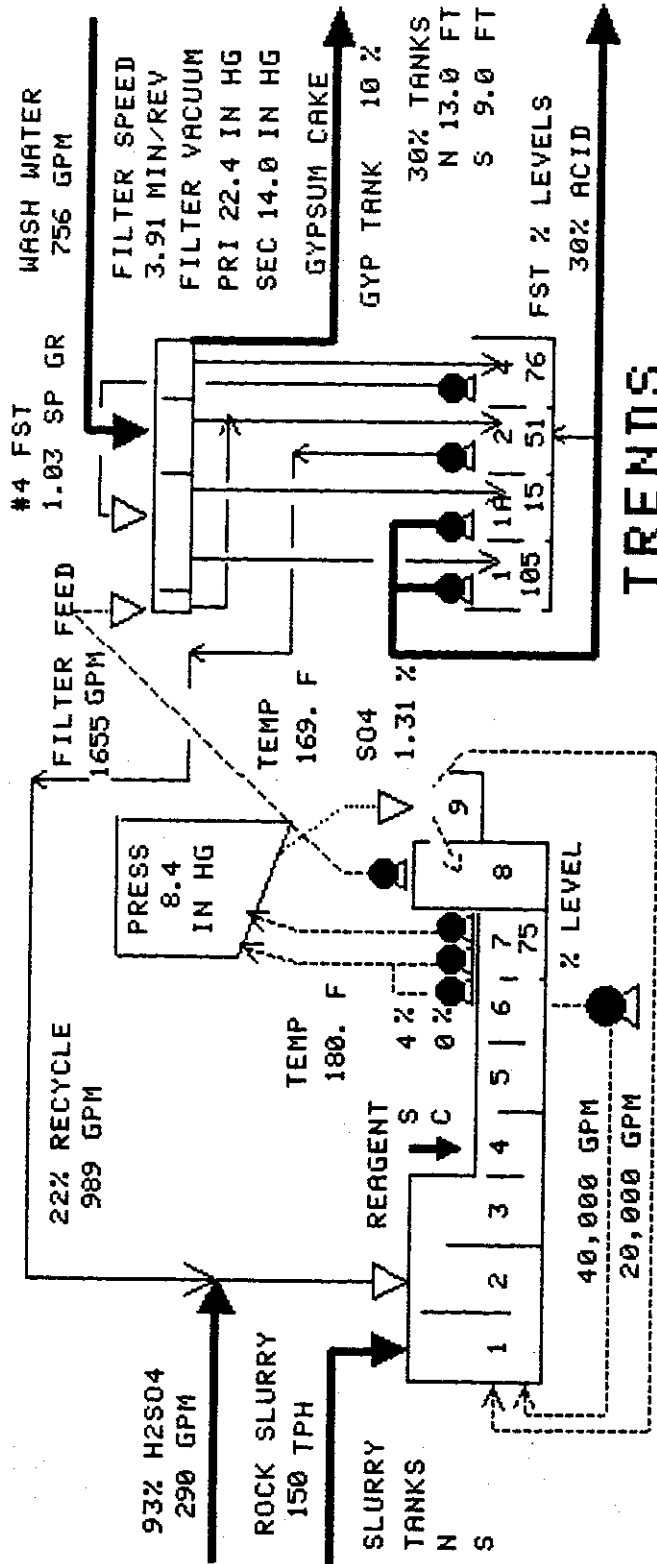 93% H2SO4
290 GPM
ROCK SLURRY
150 TPH
SLURRY
TANKS
N
S
22% RECYCLE
989 GPM
REAGENT
S 4 %
C 0 %
TEMP
180. F
PRESS
8.4
IN HG
FILTER FEED
1655 GPM
TEMP
169. F
SO4
1.31 %
1 2 3 4 5 6 7 8 9
75
% LEVEL
40,000 GPM
20,000 GPM
#4 FST
1.03 SP GR
WASH WATER
756 GPM
FILTER SPEED
3.91 MIN/REV
FILTER VACUUM
PRI 22.4 IN HG
SEC 14.0 IN HG
GYPSUM CAKE
GYP TANK 10 %
30% TANKS
N 13.0 FT
S 9.0 FT
1 1A 2 4
105 15 51 76
FST % LEVELS
30% ACID
TRENDS